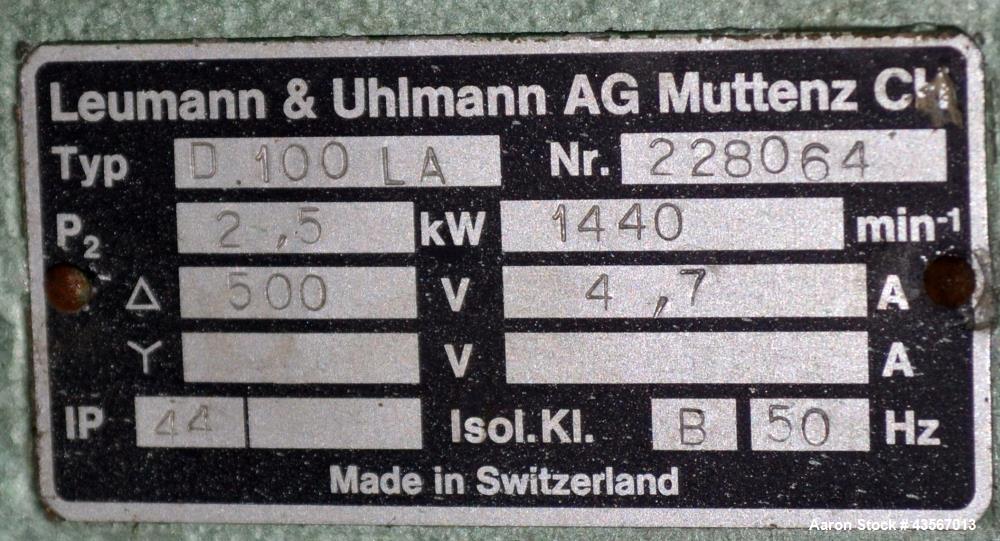 Leumann & Uhlmann AG Muttenz CH
Typ D.100 LA Nr. 228064
P2 2,5 kW 1440 min-1
Δ 500 V 4,7 A
Y V A
IP 44 Isol.Kl. B 50 Hz
Made in Switzerland
Aaron Stock # 43567013